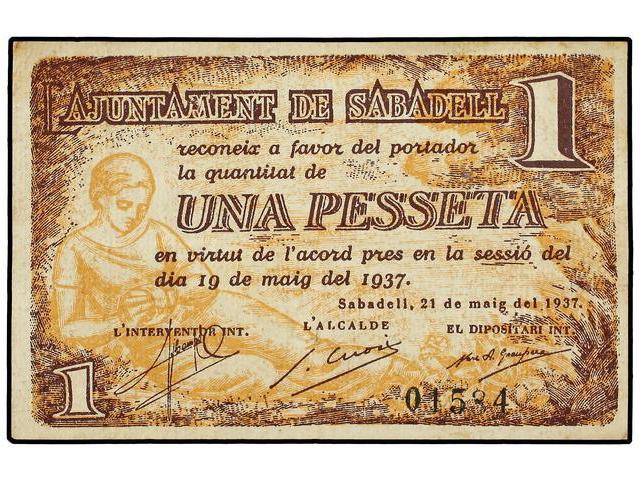 L'AJUNTAMENT DE SABADELL
1
reconeix a favor del portador
la quantitat de
UNA PESSETA
en virtut de l'acord pres en la sessió del
dia 19 de maig del 1937.
Sabadell, 21 de maig del 1937.
L'INTERVENTOR INT. L'ALCALDE EL DIPOSITARI INT.
1
01584